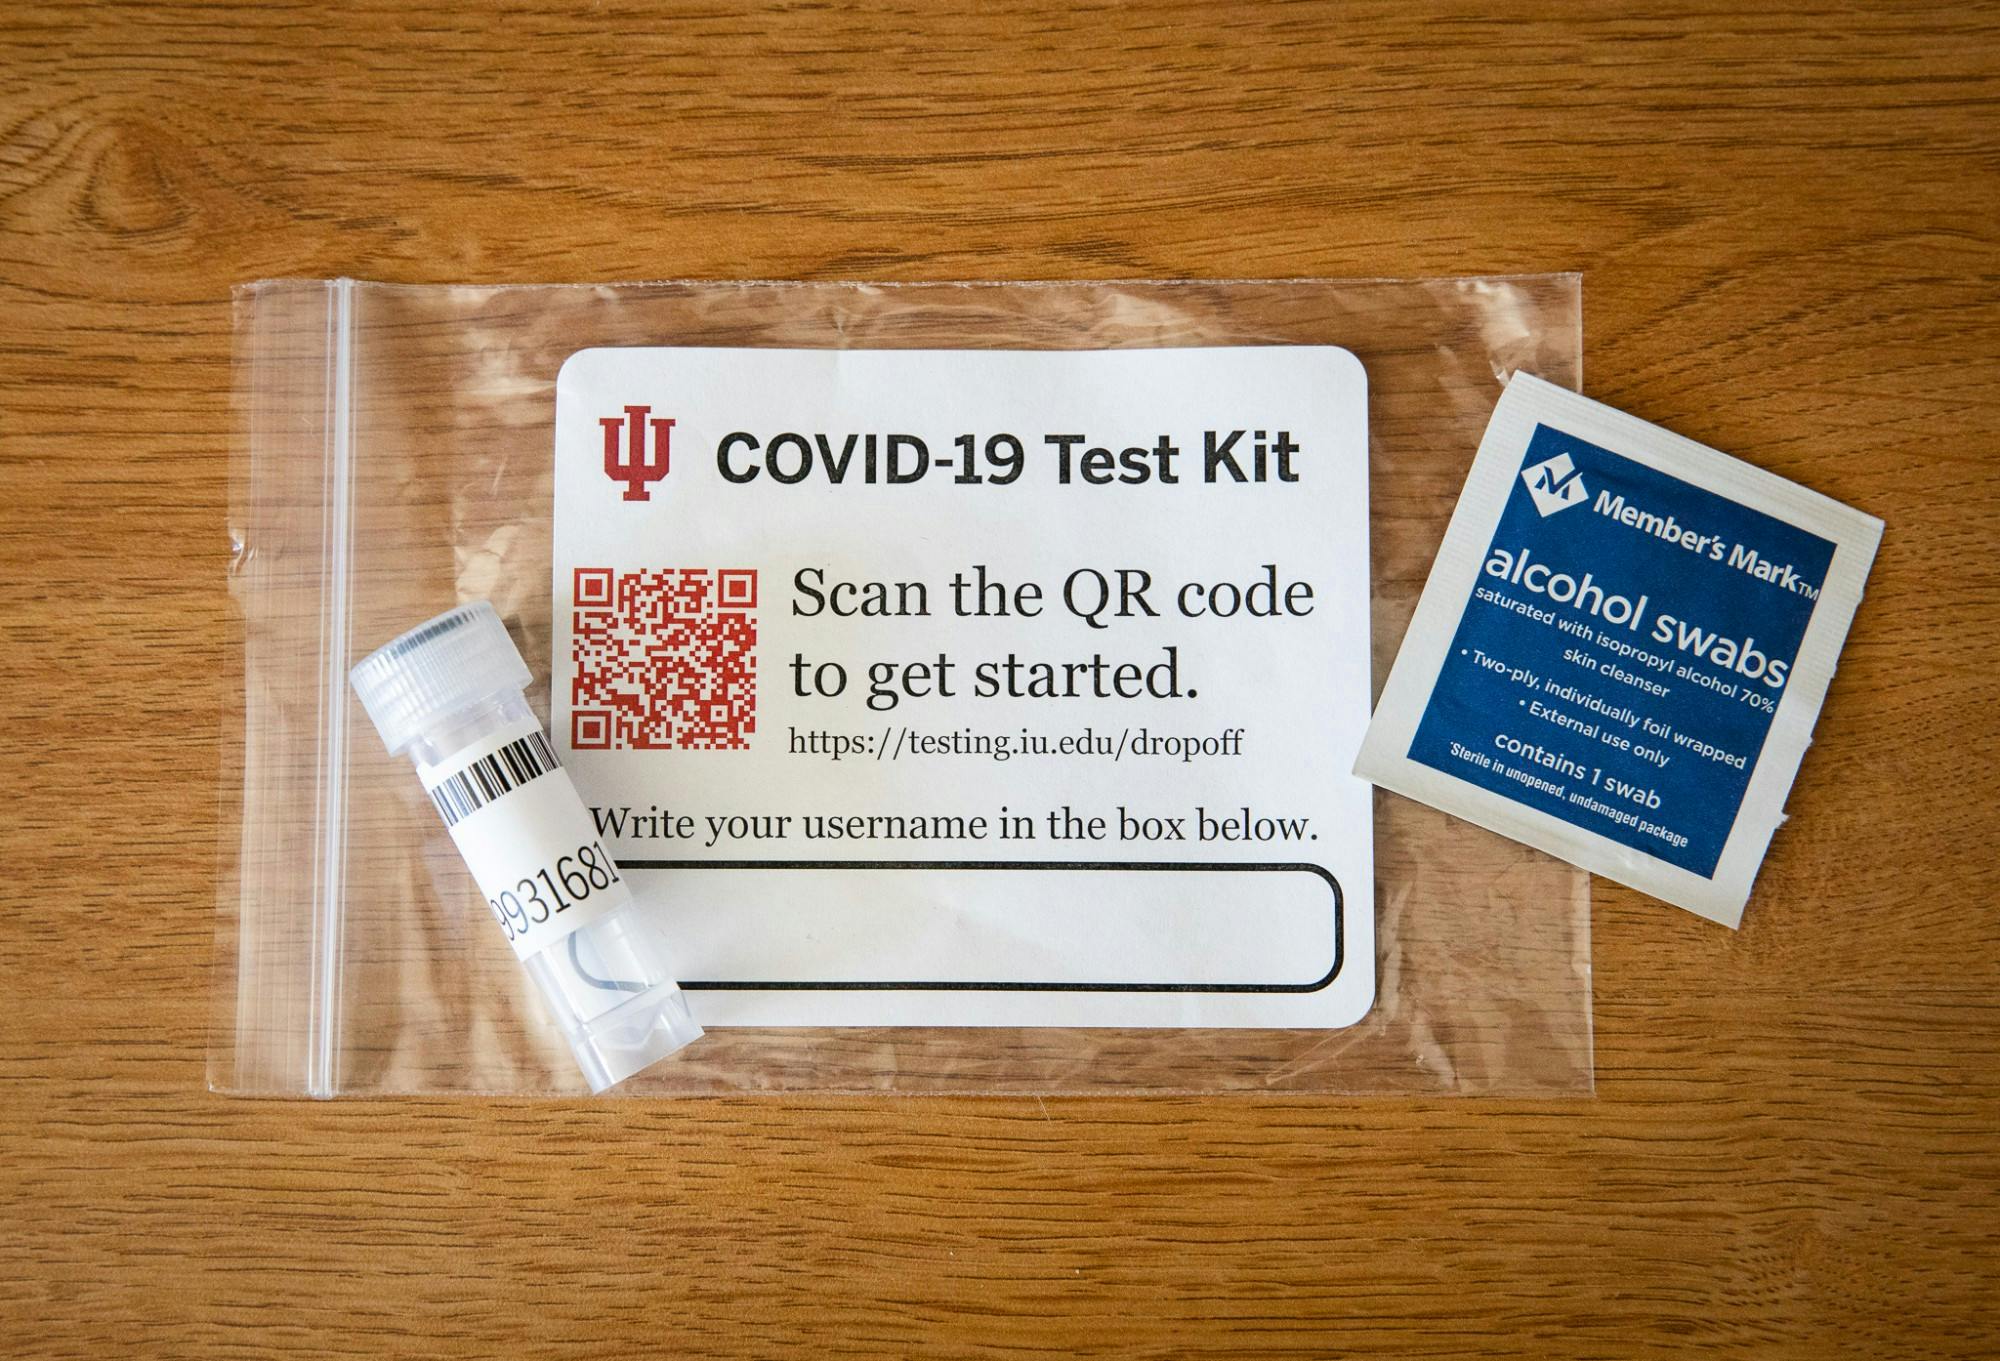 COVID-19 Test Kit
Scan the QR code
to get started.
https://testing.iu.edu/dropoff
Write your username in the box below.
9931681
Member's Mark™
alcohol swabs
saturated with isopropyl alcohol 70%
skin cleanser
• Two-ply, individually foil wrapped
• External use only
contains 1 swab
*Sterile in unopened, undamaged package